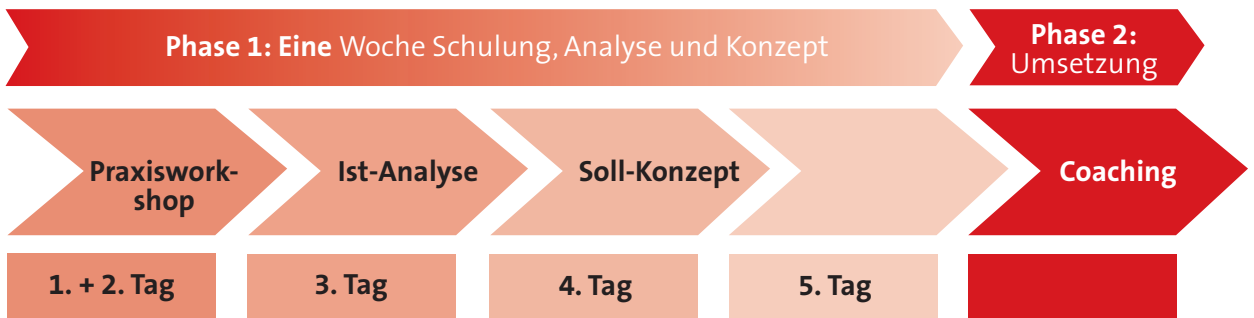 Phase 1: Eine Woche Schulung, Analyse und Konzept
Phase 2:
Umsetzung
Praxiswork-
shop
Ist-Analyse
Soll-Konzept
Coaching
1. + 2. Tag
3. Tag
4. Tag
5. Tag